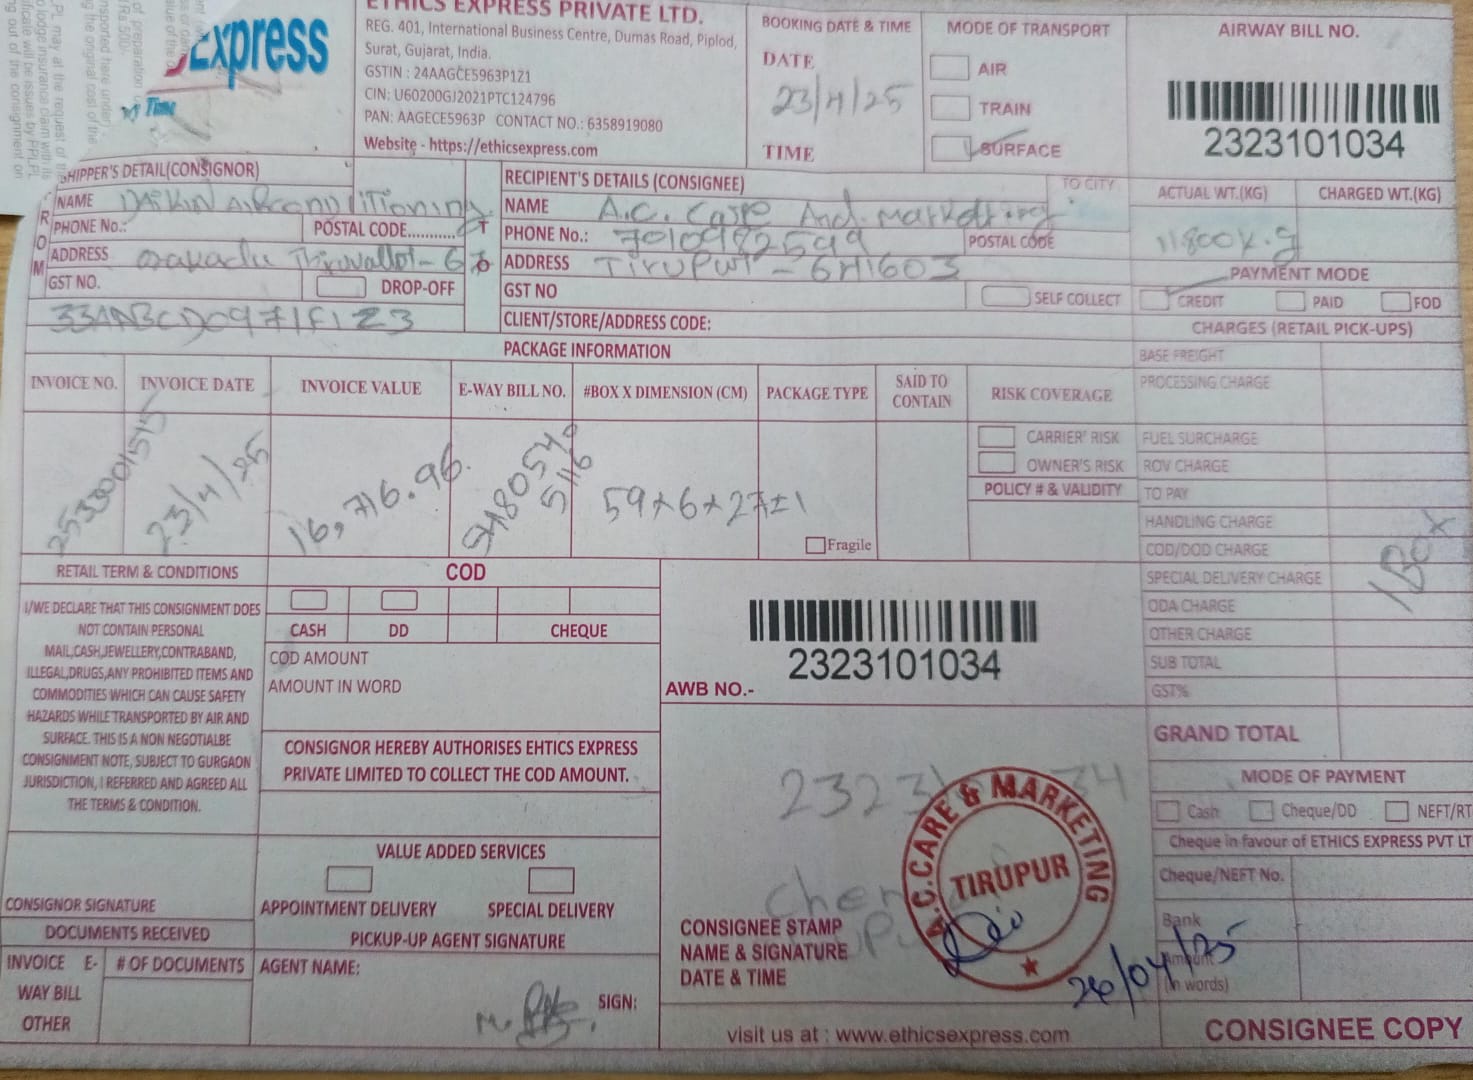 Express
ETHICS EXPRESS PRIVATE LTD.
REG. 401, International Business Centre, Dumas Road, Piplod,
Surat, Gujarat, India.
GSTIN : 24AAGCE5963P1Z1
CIN: U60200GJ2021PTC124796
PAN: AAGECE5963P CONTACT NO.: 6358919080
Website - https://ethicsexpress.com
BOOKING DATE & TIME
DATE
23/4/25
TIME
MODE OF TRANSPORT
AIR
TRAIN
SURFACE
AIRWAY BILL NO.
2323101034
SHIPPER'S DETAIL(CONSIGNOR)
FROM
NAME DAIKIN AIRconditioning
PHONE No.: POSTAL CODE...........
ADDRESS
GST NO. DROP-OFF
TO
RECIPIENT'S DETAILS (CONSIGNEE) TO CITY
NAME A.C. Care And. Marketing
PHONE No.: 7010982599 POSTAL CODE
ADDRESS Tirupur - 641603
GST NO SELF COLLECT
CLIENT/STORE/ADDRESS CODE:
ACTUAL WT.(KG) CHARGED WT.(KG)
PAYMENT MODE
CREDIT PAID FOD
CHARGES (RETAIL PICK-UPS)
PACKAGE INFORMATION
INVOICE NO. INVOICE DATE INVOICE VALUE E-WAY BILL NO. #BOX X DIMENSION (CM) PACKAGE TYPE SAID TO CONTAIN RISK COVERAGE
23/4/25 16,716.96 59x6x27=1
Fragile
CARRIER' RISK
OWNER'S RISK
POLICY # & VALIDITY
BASE FREIGHT
PROCESSING CHARGE
FUEL SURCHARGE
ROV CHARGE
TO PAY
HANDLING CHARGE
COD/DOD CHARGE
SPECIAL DELIVERY CHARGE
ODA CHARGE
OTHER CHARGE
SUB TOTAL
GST%
1 Box
GRAND TOTAL
MODE OF PAYMENT
Cash Cheque/DD NEFT/RT
Cheque in favour of ETHICS EXPRESS PVT LT
Cheque/NEFT No.
Bank
Amount
(In words)
RETAIL TERM & CONDITIONS
I/WE DECLARE THAT THIS CONSIGNMENT DOES
NOT CONTAIN PERSONAL
MAIL,CASH,JEWELLERY,CONTRABAND,
ILLEGAL,DRUGS,ANY PROHIBITED ITEMS AND
COMMODITIES WHICH CAN CAUSE SAFETY
HAZARDS WHILE TRANSPORTED BY AIR AND
SURFACE. THIS IS A NON NEGOTIALBE
CONSIGNMENT NOTE, SUBJECT TO GURGAON
JURISDICTION, I REFERRED AND AGREED ALL
THE TERMS & CONDITION.
CONSIGNOR SIGNATURE
DOCUMENTS RECEIVED
INVOICE E- # OF DOCUMENTS
WAY BILL
OTHER
COD
CASH DD CHEQUE
COD AMOUNT
AMOUNT IN WORD
CONSIGNOR HEREBY AUTHORISES EHTICS EXPRESS
PRIVATE LIMITED TO COLLECT THE COD AMOUNT.
VALUE ADDED SERVICES
APPOINTMENT DELIVERY SPECIAL DELIVERY
PICKUP-UP AGENT SIGNATURE
AGENT NAME:
SIGN:
2323101034
AWB NO.-
A.C.CARE & MARKETING
TIRUPUR
CONSIGNEE STAMP
NAME & SIGNATURE
DATE & TIME
26/04/25
visit us at : www.ethicsexpress.com
CONSIGNEE COPY